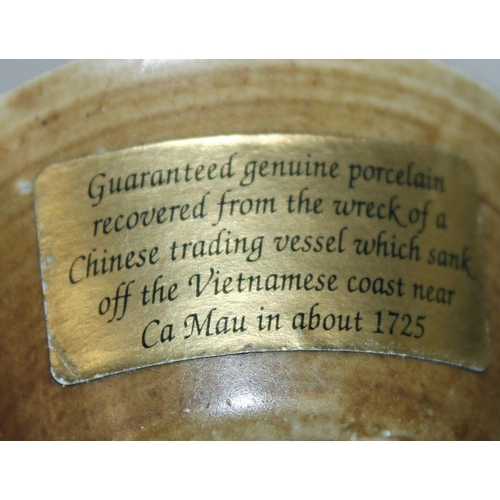 Guaranteed genuine porcelain
recovered from the wreck of a
Chinese trading vessel which sank
off the Vietnamese coast near
Ca Mau in about 1725